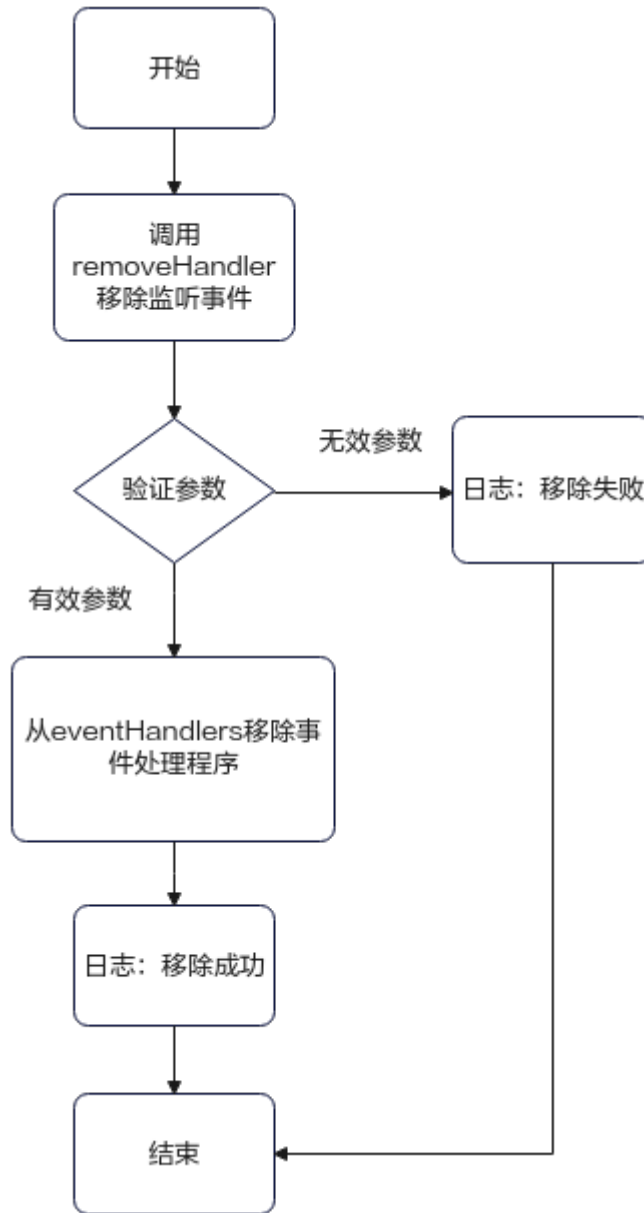 开始
调用
removeHandler
移除监听事件
验证参数
无效参数
日志：移除失败
有效参数
从eventHandlers移除事
件处理程序
日志：移除成功
结束